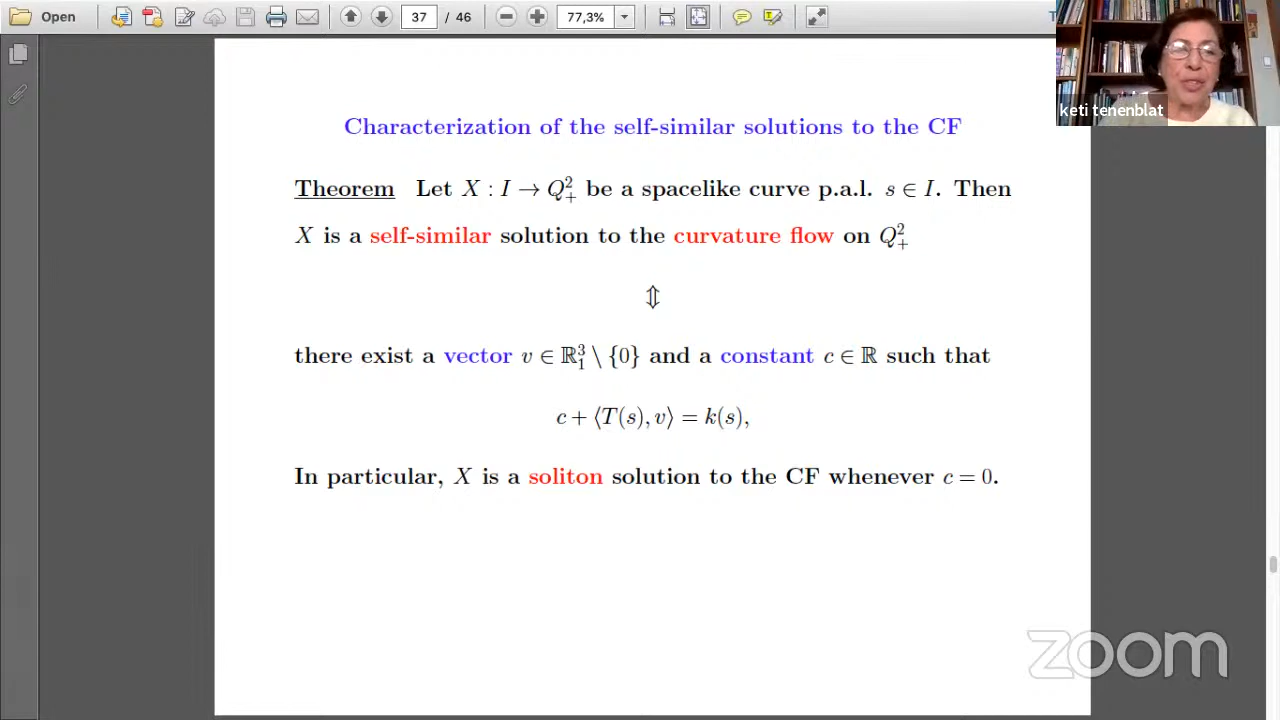 Open
37 / 46
77,3%
T
keti tenenblat
Characterization of the self-similar solutions to the CF
Theorem Let X : I → Q²₊ be a spacelike curve p.a.l. s ∈ I. Then
X is a self-similar solution to the curvature flow on Q²₊
⇕
there exist a vector v ∈ ℝ³₁ \ {0} and a constant c ∈ ℝ such that
c + ⟨T(s), v⟩ = k(s),
In particular, X is a soliton solution to the CF whenever c = 0.
zoom